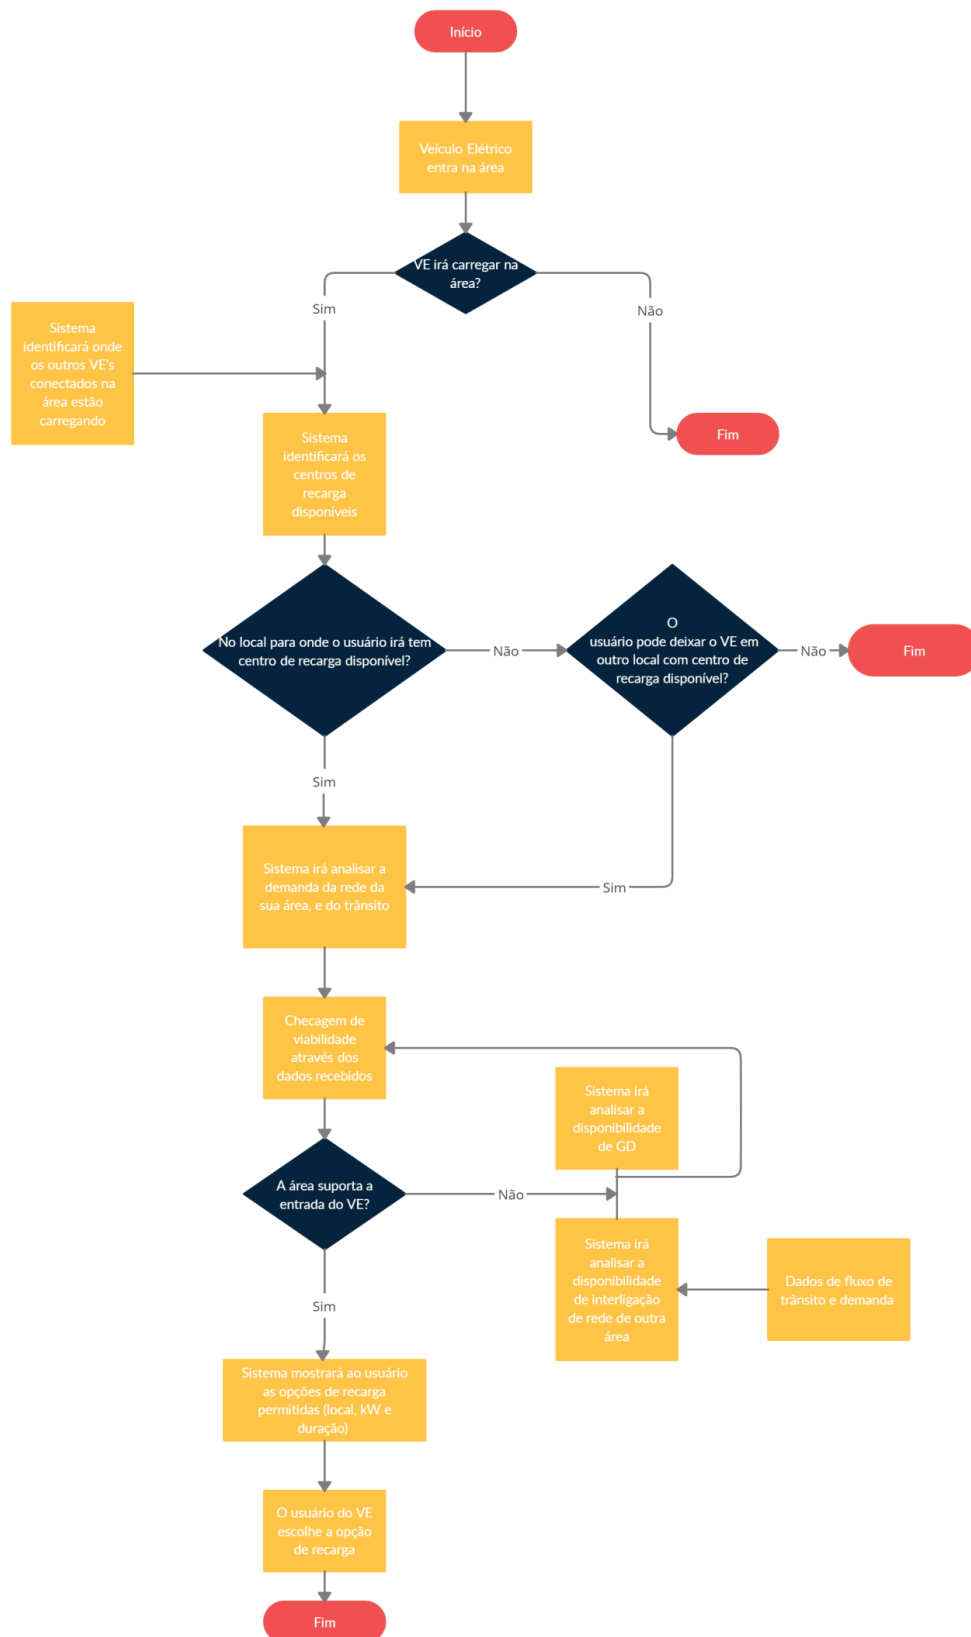 Início
Veículo Elétrico
entra na área
VE irá carregar na
área?
Sim
Não
Sistema
identificará onde
os outros VE's
conectados na
área estão
carregando
Fim
Sistema
identificará os
centros de
recarga
disponíveis
No local para onde o usuário irá tem
centro de recarga disponível?
Não
O
usuário pode deixar o VE em
outro local com centro de
recarga disponível?
Não
Fim
Sim
Sistema irá analisar a
demanda da rede da
sua área, e do trânsito
Sim
Checagem de
viabilidade
através dos
dados recebidos
Sistema irá
analisar a
disponibilidade
de GD
A área suporta a
entrada do VE?
Não
Sistema irá
analisar a
disponibilidade
de interligação
de rede de outra
área
Dados de fluxo de
trânsito e demanda
Sim
Sistema mostrará ao usuário
as opções de recarga
permitidas (local, kW e
duração)
O usuário do VE
escolhe a opção
de recarga
Fim